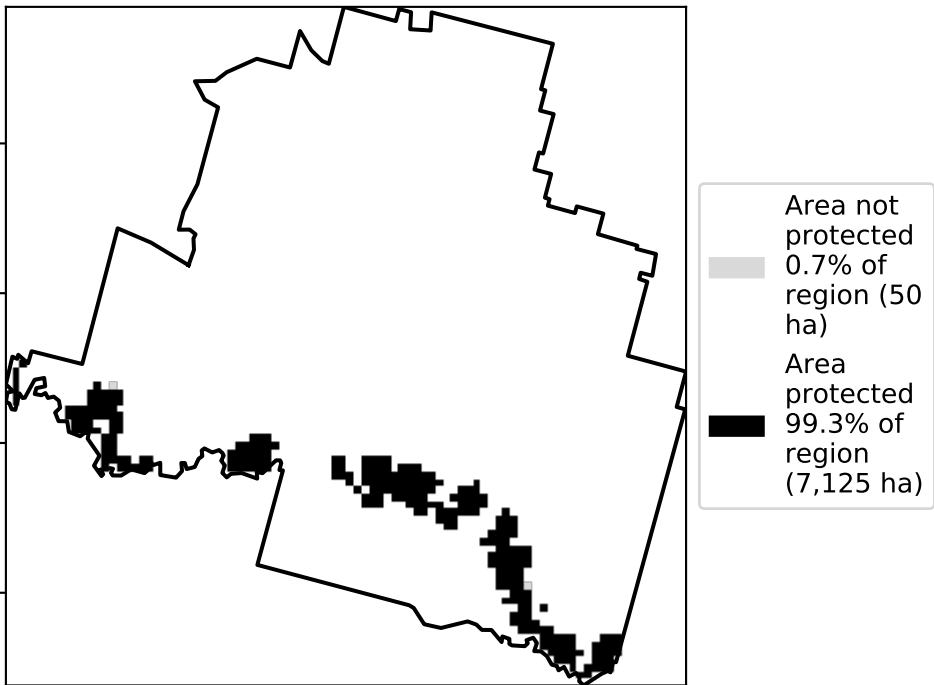 Area not
protected
0.7% of
region (50
ha)
Area
protected
99.3% of
region
(7,125 ha)